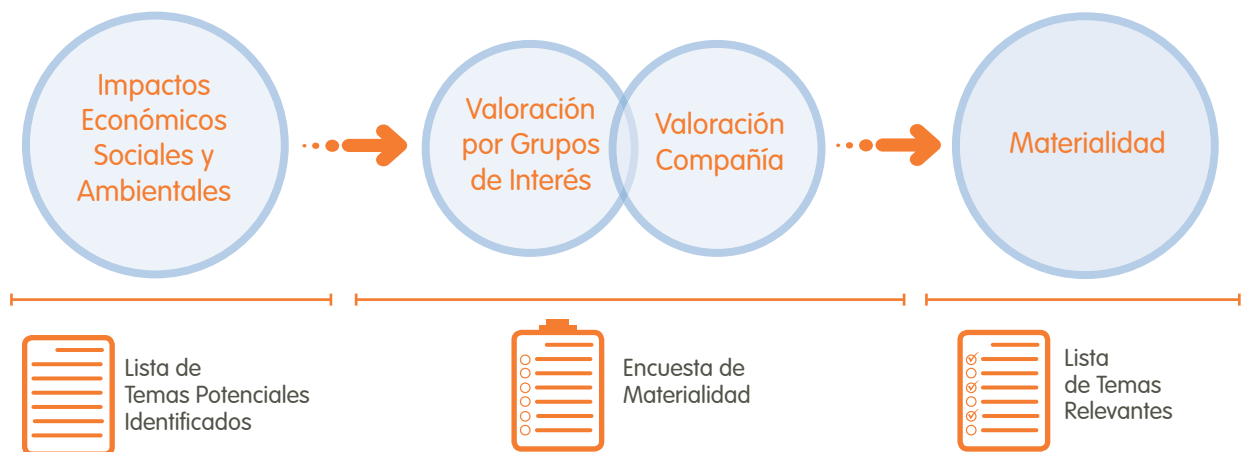 Impactos
Económicos
Sociales y
Ambientales
Valoración
por Grupos
de Interés
Valoración
Compañía
Materialidad
Lista de
Temas Potenciales
Identificados
Encuesta de
Materialidad
Lista
de Temas
Relevantes